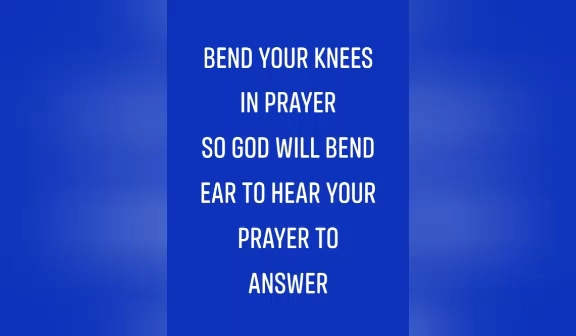 BEND YOUR KNEES
IN PRAYER
SO GOD WILL BEND
EAR TO HEAR YOUR
PRAYER TO
ANSWER